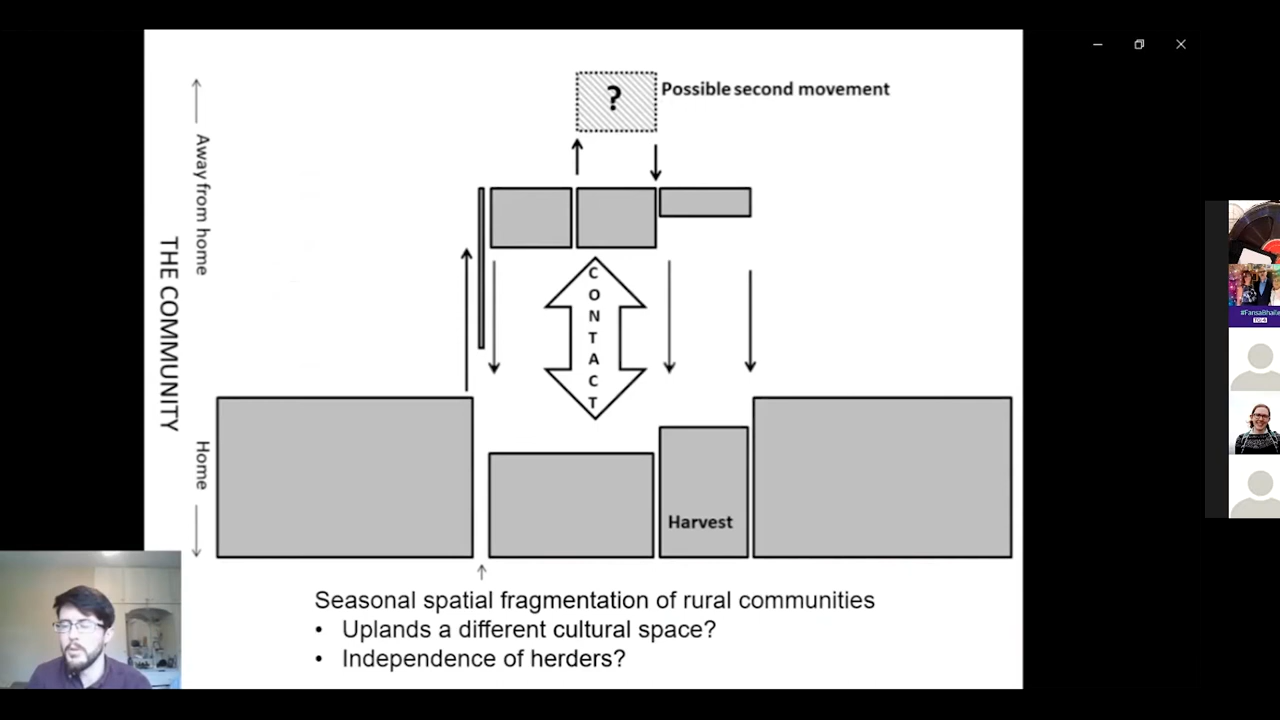 ?
Possible second movement
Away from home
THE COMMUNITY
CONTACT
Home
Harvest
Seasonal spatial fragmentation of rural communities
• Uplands a different cultural space?
• Independence of herders?